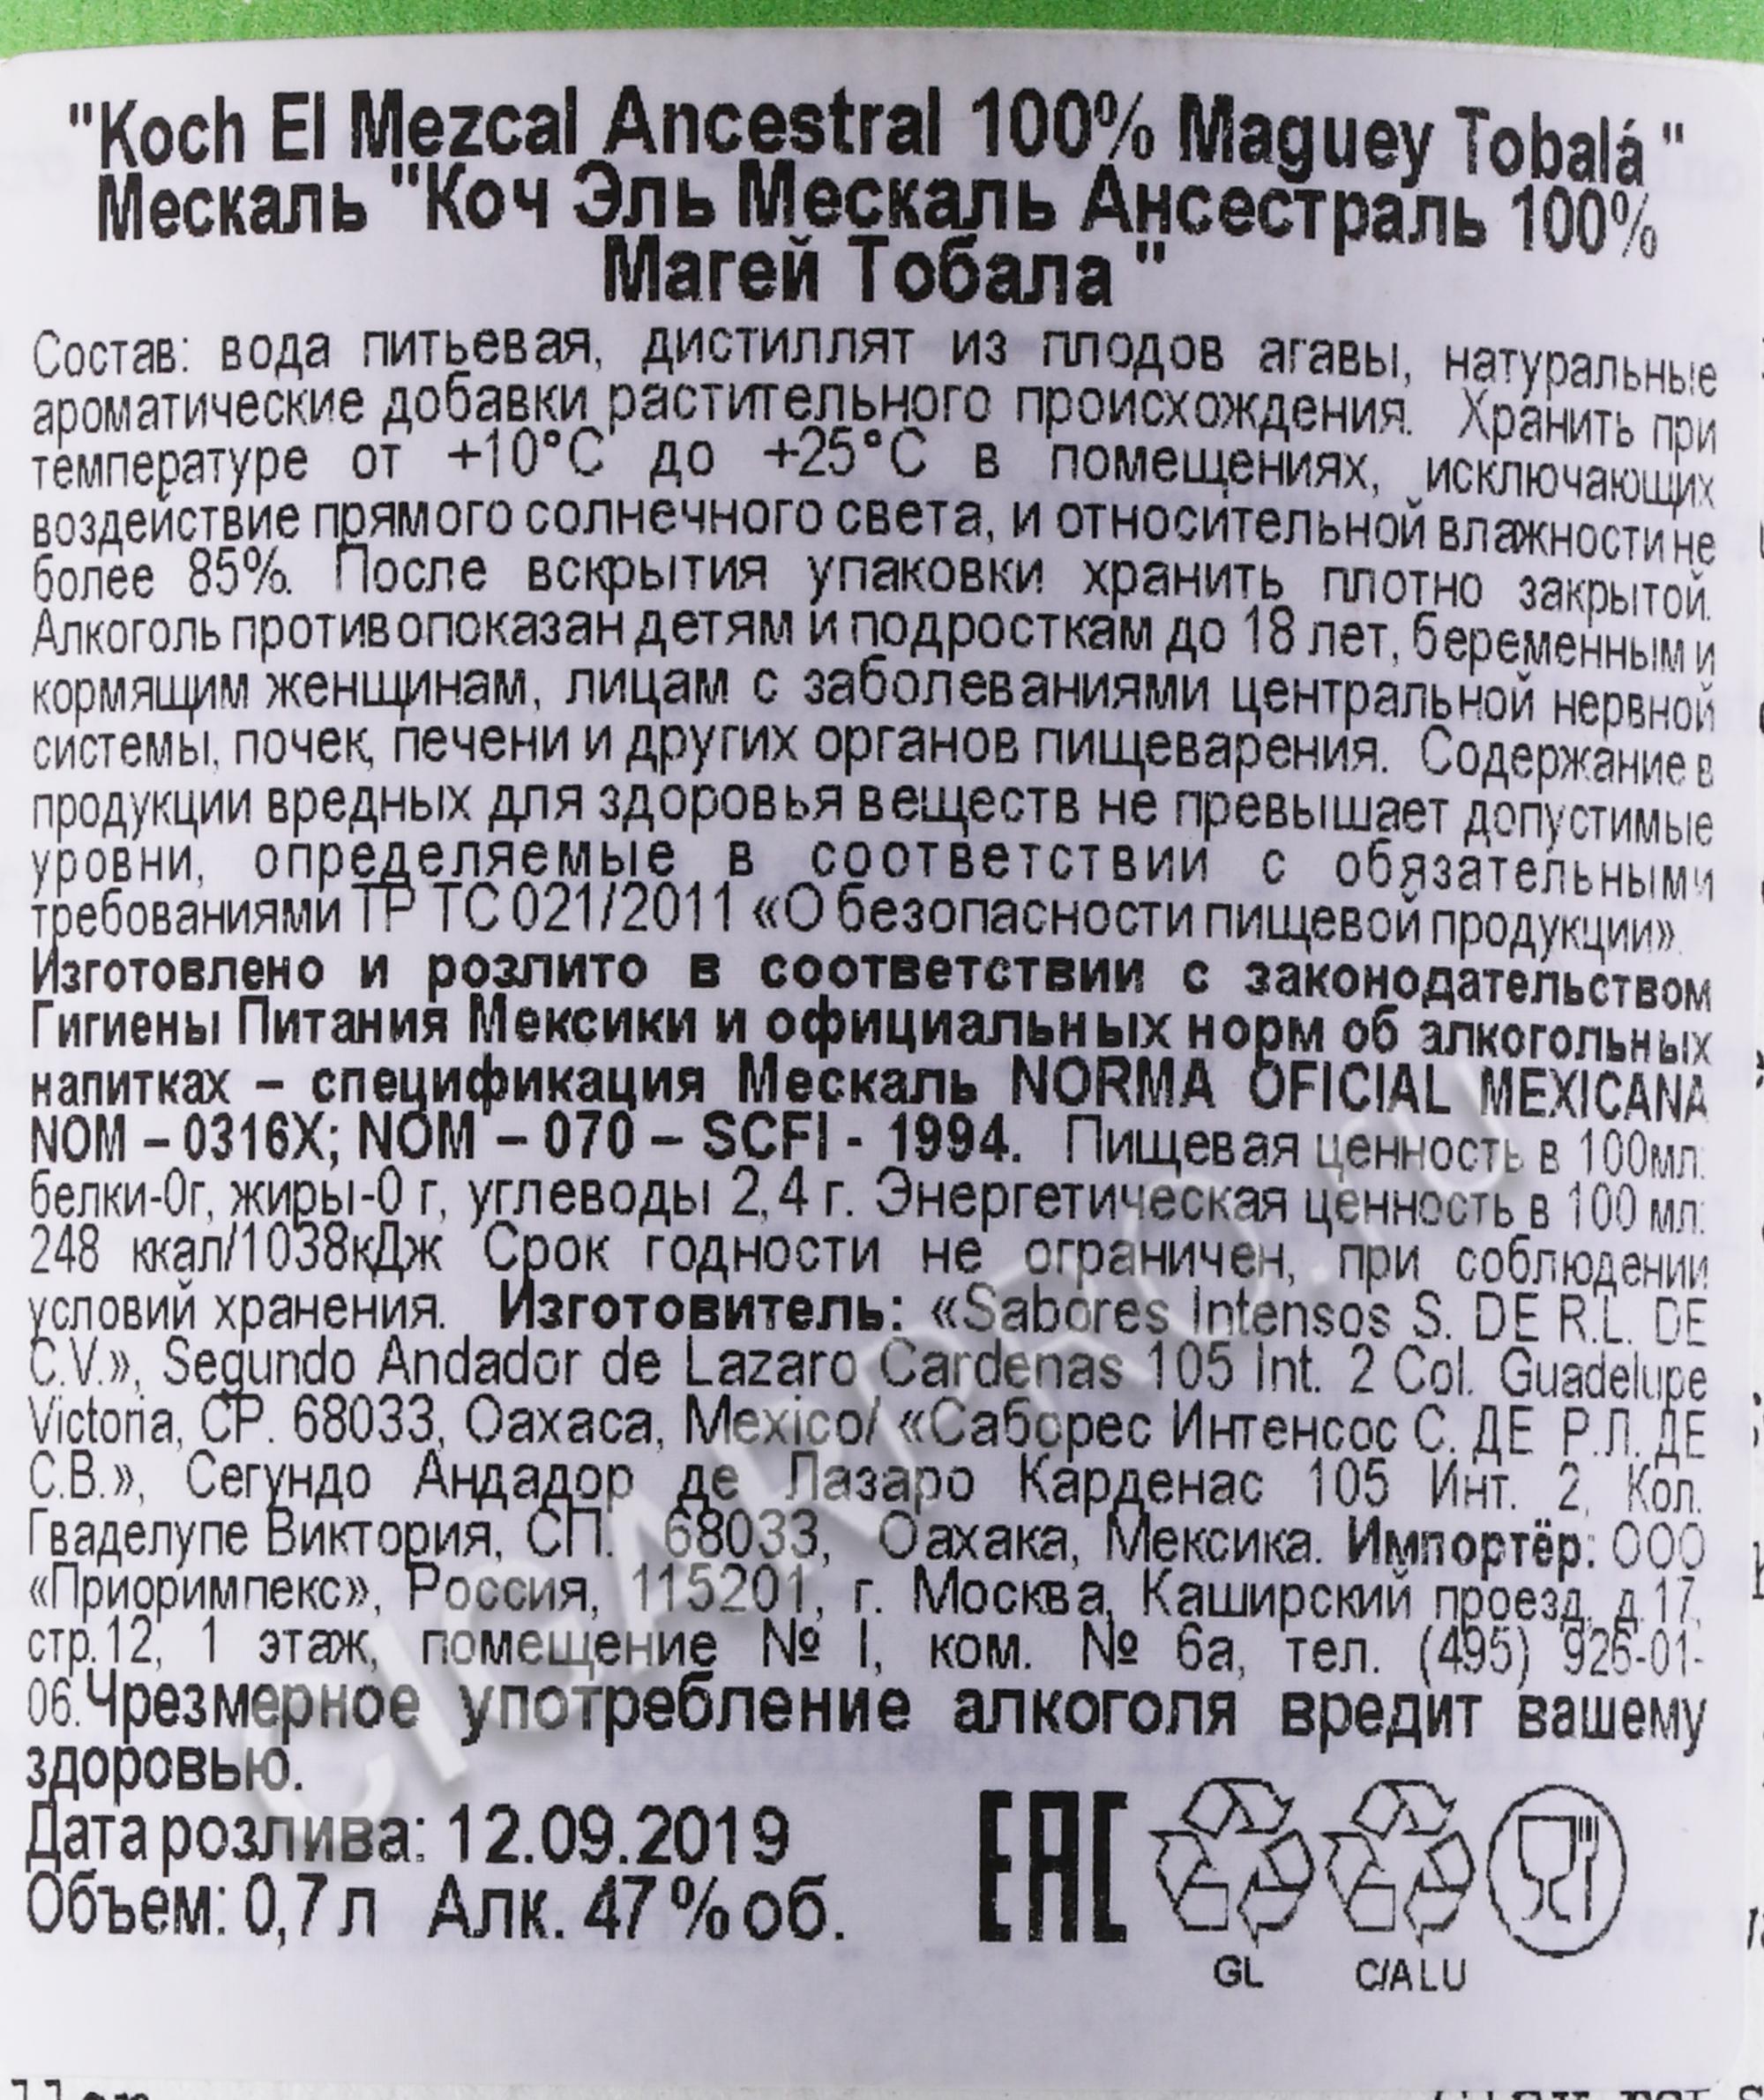 "Koch El Mezcal Ancestral 100% Maguey Tobalá "
Мескаль "Коч Эль Мескаль Ансестраль 100%
Магей Тобала "
Состав: вода питьевая, дистиллят из плодов агавы, натуральные
ароматические добавки растительного происхождения. Хранить при
температуре от +10°С до +25°С в помещениях, исключающих
воздействие прямого солнечного света, и относительной влажности не
более 85%. После вскрытия упаковки хранить плотно закрытой.
Алкоголь противопоказан детям и подросткам до 18 лет, беременным и
кормящим женщинам, лицам с заболеваниями центральной нервной
системы, почек, печени и других органов пищеварения. Содержание в
продукции вредных для здоровья веществ не превышает допустимые
уровни, определяемые в соответствии с обязательными
требованиями ТР ТС 021/2011 «О безопасности пищевой продукции».
Изготовлено и розлито в соответствии с законодательством
Гигиены Питания Мексики и официальных норм об алкогольных
напитках – спецификация Мескаль NORMA OFICIAL MEXICANA
NOM – 0316X; NOM – 070 – SCFI - 1994. Пищевая ценность в 100мл:
белки-0г, жиры-0 г, углеводы 2,4 г. Энергетическая ценность в 100 мл:
248 ккал/1038кДж Срок годности не ограничен, при соблюдении
условий хранения. Изготовитель: «Sabores Intensos S. DE R.L. DE
C.V.», Segundo Andador de Lazaro Cardenas 105 Int. 2 Col. Guadelupe
Victoria, CP. 68033, Oaxaca, Mexico/ «Саборес Интенсос С. ДЕ Р.Л. ДЕ
С.В.», Сегундо Андадор де Лазаро Карденас 105 Инт. 2, Кол.
Гваделупе Виктория, СП. 68033, Оахака, Мексика. Импортёр: ООО
«Приоримпекс», Россия, 115201, г. Москва, Каширский проезд, д.17,
стр.12, 1 этаж, помещение № I, ком. № 6а, тел. (495) 926-01-
06.Чрезмерное употребление алкоголя вредит вашему
здоровью.
Дата розлива: 12.09.2019
Объем: 0,7 л Алк. 47 % об.
EAC
GL C/ALU
CIGARPRO.ru